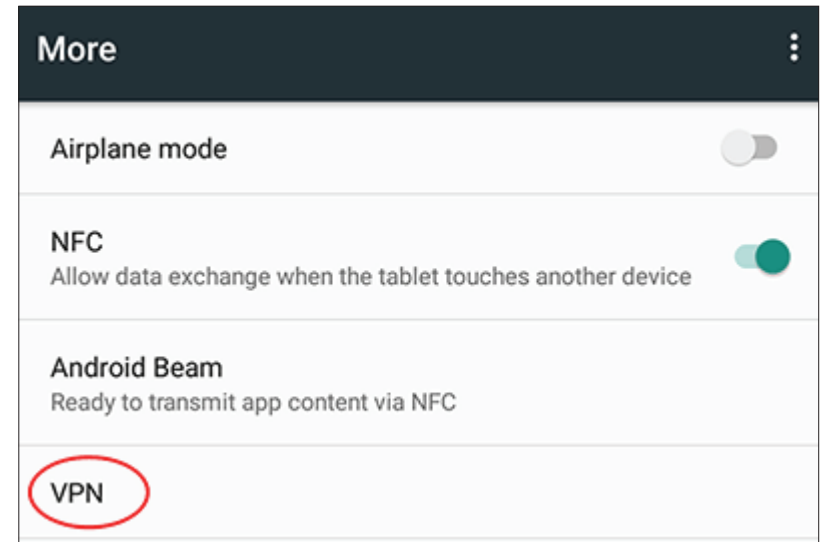 More
Airplane mode
NFC
Allow data exchange when the tablet touches another device
Android Beam
Ready to transmit app content via NFC
VPN